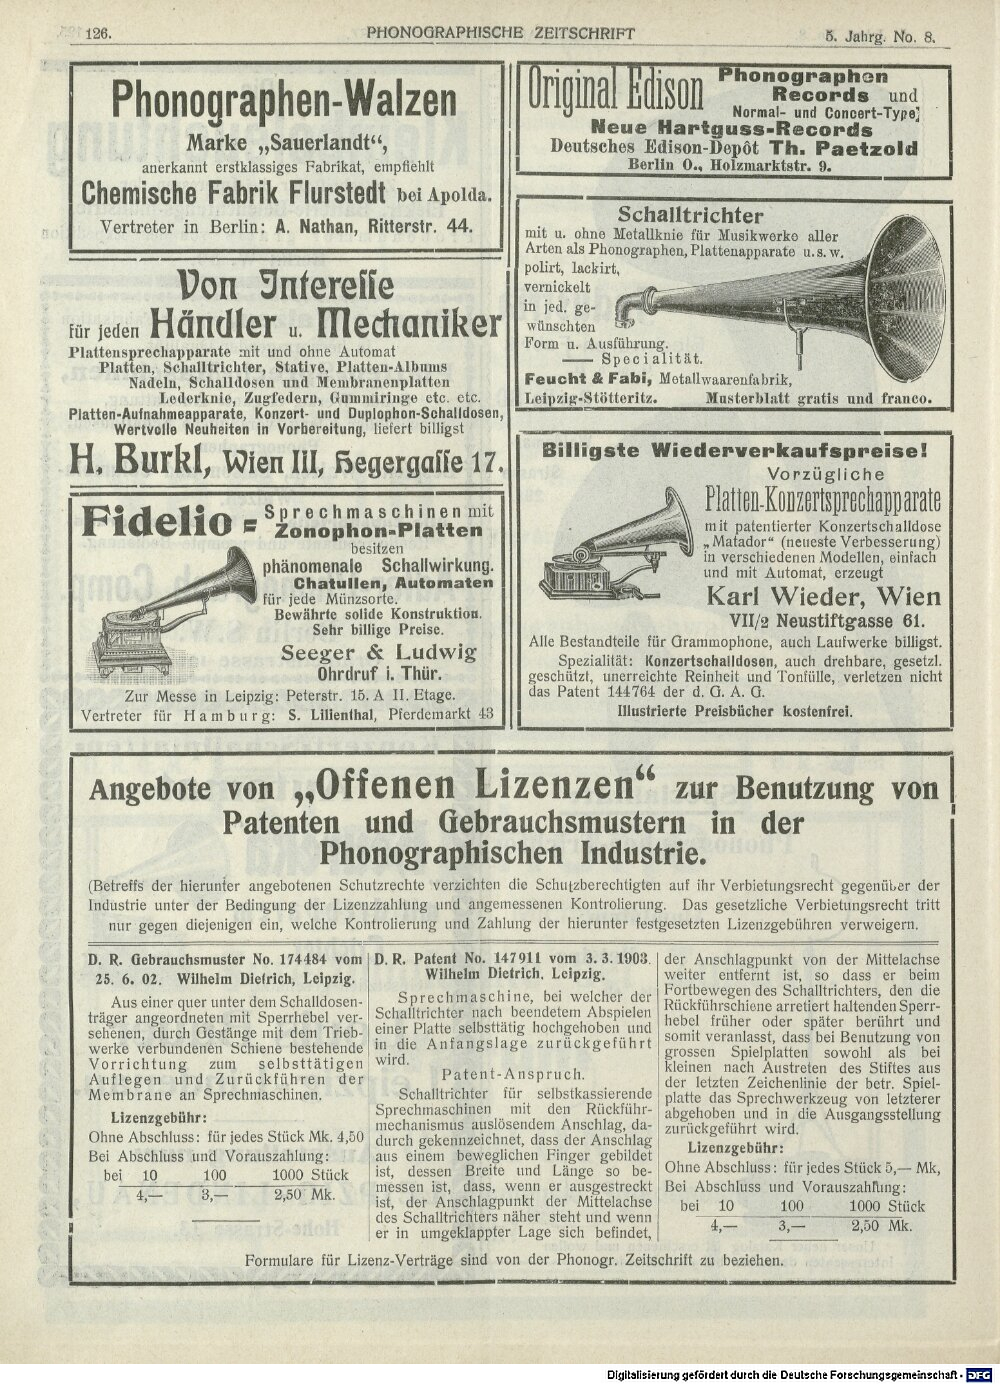 126.
PHONOGRAPHISCHE ZEITSCHRIFT
5. Jahrg. No. 8.
Phonographen-Walzen
Marke „Sauerlandt“,
anerkannt erstklassiges Fabrikat, empfiehlt
Chemische Fabrik Flurstedt bei Apolda.
Vertreter in Berlin: A. Nathan, Ritterstr. 44.
Von Interesse
für jeden Händler u. Mechaniker
Plattensprechapparate mit und ohne Automat
Platten, Schalltrichter, Stative, Platten-Albums
Nadeln, Schalldosen und Membranenplatten
Lederknie, Zugfedern, Gummiringe etc. etc.
Platten-Aufnahmeapparate, Konzert- und Duplophon-Schalldosen,
Wertvolle Neuheiten in Vorbereitung, liefert billigst
H. Burkl, Wien III, Hegergasse 17.
Fidelio = Sprechmaschinen mit
Zonophon-Platten
besitzen
phänomenale Schallwirkung.
Chatullen, Automaten
für jede Münzsorte.
Bewährte solide Konstruktion.
Sehr billige Preise.
Seeger & Ludwig
Ohrdruf i. Thür.
Zur Messe in Leipzig: Peterstr. 15. A II. Etage.
Vertreter für Hamburg: S. Lilienthal, Pferdemarkt 43
Original Edison Phonographen
Records und
Normal- und Concert-Type]
Neue Hartguss-Records
Deutsches Edison-Depôt Th. Paetzold
Berlin O., Holzmarktstr. 9.
Schalltrichter
mit u. ohne Metallknie für Musikwerke aller
Arten als Phonographen, Plattenapparate u. s. w.
polirt, lackirt,
vernickelt
in jed. ge-
wünschten
Form u. Ausführung.
— Specialität.
Feucht & Fabi, Metallwaarenfabrik,
Leipzig-Stötteritz. Musterblatt gratis und franco.
Billigste Wiederverkaufspreise!
Vorzügliche
Platten-Konzertsprechapparate
mit patentierter Konzertschalldose
„Matador“ (neueste Verbesserung)
in verschiedenen Modellen, einfach
und mit Automat, erzeugt
Karl Wieder, Wien
VII/2 Neustiftgasse 61.
Alle Bestandteile für Grammophone, auch Laufwerke billigst.
Spezialität: Konzertschalldosen, auch drehbare, gesetzl.
geschützt, unerreichte Reinheit und Tonfülle, verletzen nicht
das Patent 144764 der d. G. A. G.
Illustrierte Preisbücher kostenfrei.
Angebote von „Offenen Lizenzen“ zur Benutzung von
Patenten und Gebrauchsmustern in der
Phonographischen Industrie.
(Betreffs der hierunter angebotenen Schutzrechte verzichten die Schutzberechtigten auf ihr Verbietungsrecht gegenüber der
Industrie unter der Bedingung der Lizenzzahlung und angemessenen Kontrolierung. Das gesetzliche Verbietungsrecht tritt
nur gegen diejenigen ein, welche Kontrolierung und Zahlung der hierunter festgesetzten Lizenzgebühren verweigern.
D. R. Gebrauchsmuster No. 174484 vom
25. 6. 02. Wilhelm Dietrich, Leipzig.
Aus einer quer unter dem Schalldosen-
träger angeordneten mit Sperrhebel ver-
sehenen, durch Gestänge mit dem Trieb-
werke verbundenen Schiene bestehende
Vorrichtung zum selbsttätigen
Auflegen und Zurückführen der
Membrane an Sprechmaschinen.
Lizenzgebühr:
Ohne Abschluss: für jedes Stück Mk. 4,50
Bei Abschluss und Vorauszahlung:
bei 10 100 1000 Stück
4,— 3,— 2,50 Mk.
D. R. Patent No. 147911 vom 3. 3. 1903.
Wilhelm Dietrich, Leipzig.
Sprechmaschine, bei welcher der
Schalltrichter nach beendetem Abspielen
einer Platte selbsttätig hochgehoben und
in die Anfangslage zurückgeführt
wird.
Patent-Anspruch.
Schalltrichter für selbstkassierende
Sprechmaschinen mit den Rückführ-
mechanismus auslösendem Anschlag, da-
durch gekennzeichnet, dass der Anschlag
aus einem beweglichen Finger gebildet
ist, dessen Breite und Länge so be-
messen ist, dass, wenn er ausgestreckt
ist, der Anschlagpunkt der Mittelachse
des Schalltrichters näher steht und wenn
er in umgeklappter Lage sich befindet,
der Anschlagpunkt von der Mittelachse
weiter entfernt ist, so dass er beim
Fortbewegen des Schalltrichters, den die
Rückführschiene arretiert haltenden Sperr-
hebel früher oder später berührt und
somit veranlasst, dass bei Benutzung von
grossen Spielplatten sowohl als bei
kleinen nach Austreten des Stiftes aus
der letzten Zeichenlinie der betr. Spiel-
platte das Sprechwerkzeug von letzterer
abgehoben und in die Ausgangsstellung
zurückgeführt wird.
Lizenzgebühr:
Ohne Abschluss: für jedes Stück 5,— Mk,
Bei Abschluss und Vorauszahlung:
bei 10 100 1000 Stück
4,— 3,— 2,50 Mk.
Formulare für Lizenz-Verträge sind von der Phonogr. Zeitschrift zu beziehen.
Digitalisierung gefördert durch die Deutsche Forschungsgemeinschaft - DFG